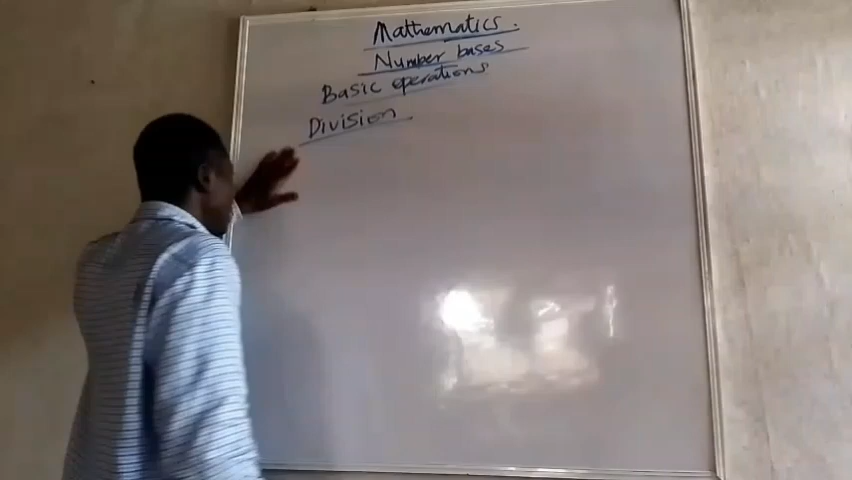 Mathematics.
Number bases
Basic operations
Division